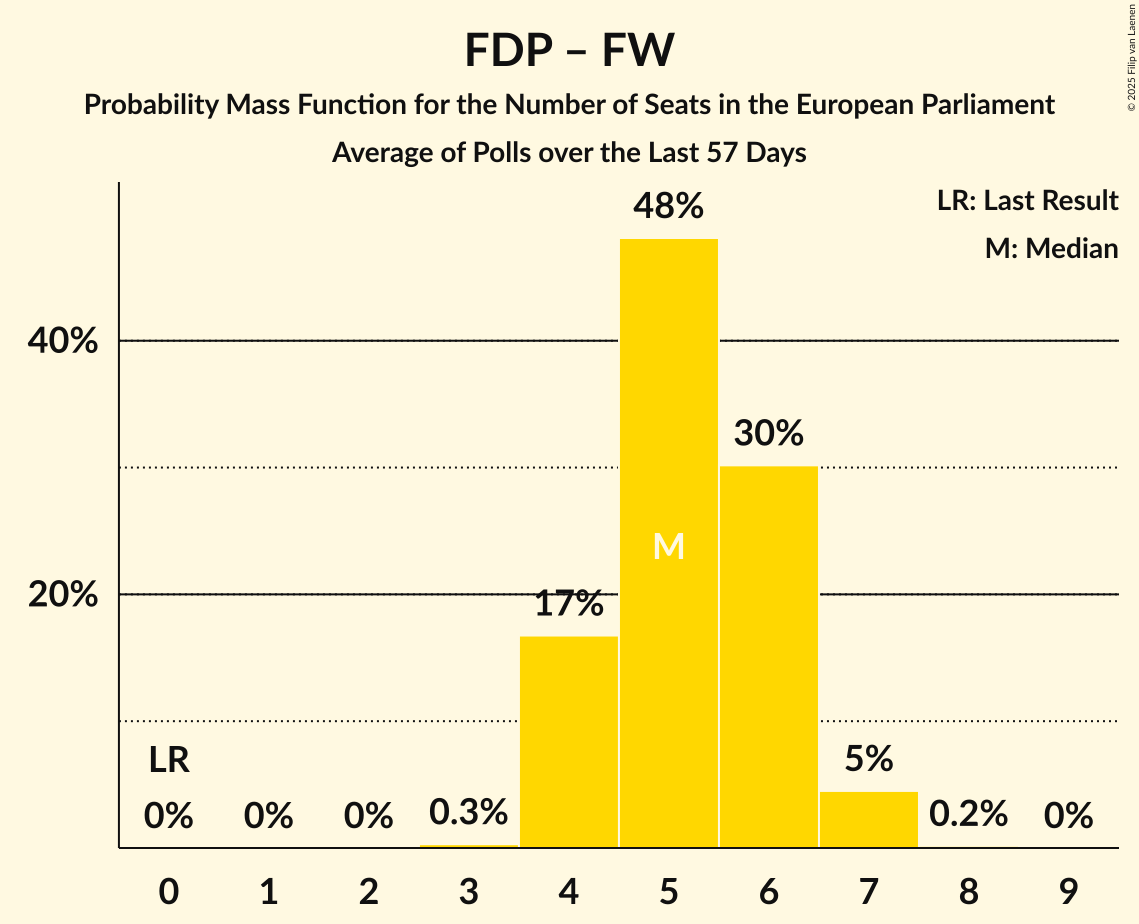 FDP – FW
Probability Mass Function for the Number of Seats in the European Parliament
Average of Polls over the Last 57 Days
© 2025 Filip van Laenen
LR: Last Result
M: Median
48%
40%
30%
M
20%
17%
LR
5%
0%
0%
0%
0.3%
0.2%
0%
0
1
2
3
4
5
6
7
8
9